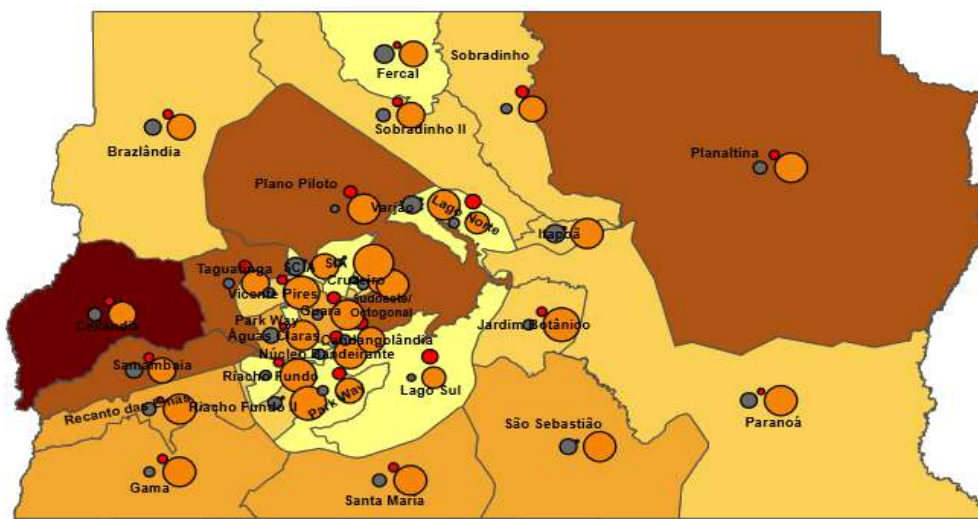 Fercal
Sobradinho
Sobradinho II
Brazlândia
Planaltina
Plano Piloto
Varjão
Lago Norte
Itapoã
Taguatinga
SCIA
SIA
Cruzeiro
Vicente Pires
Sudoeste/
Octogonal
Guará
Ceilândia
Park Way
Águas Claras
Candangolândia
Jardim Botânico
Núcleo Bandeirante
Samambaia
Riacho Fundo
Lago Sul
Park Way
Recanto das Emas
Riacho Fundo II
São Sebastião
Paranoá
Gama
Santa Maria